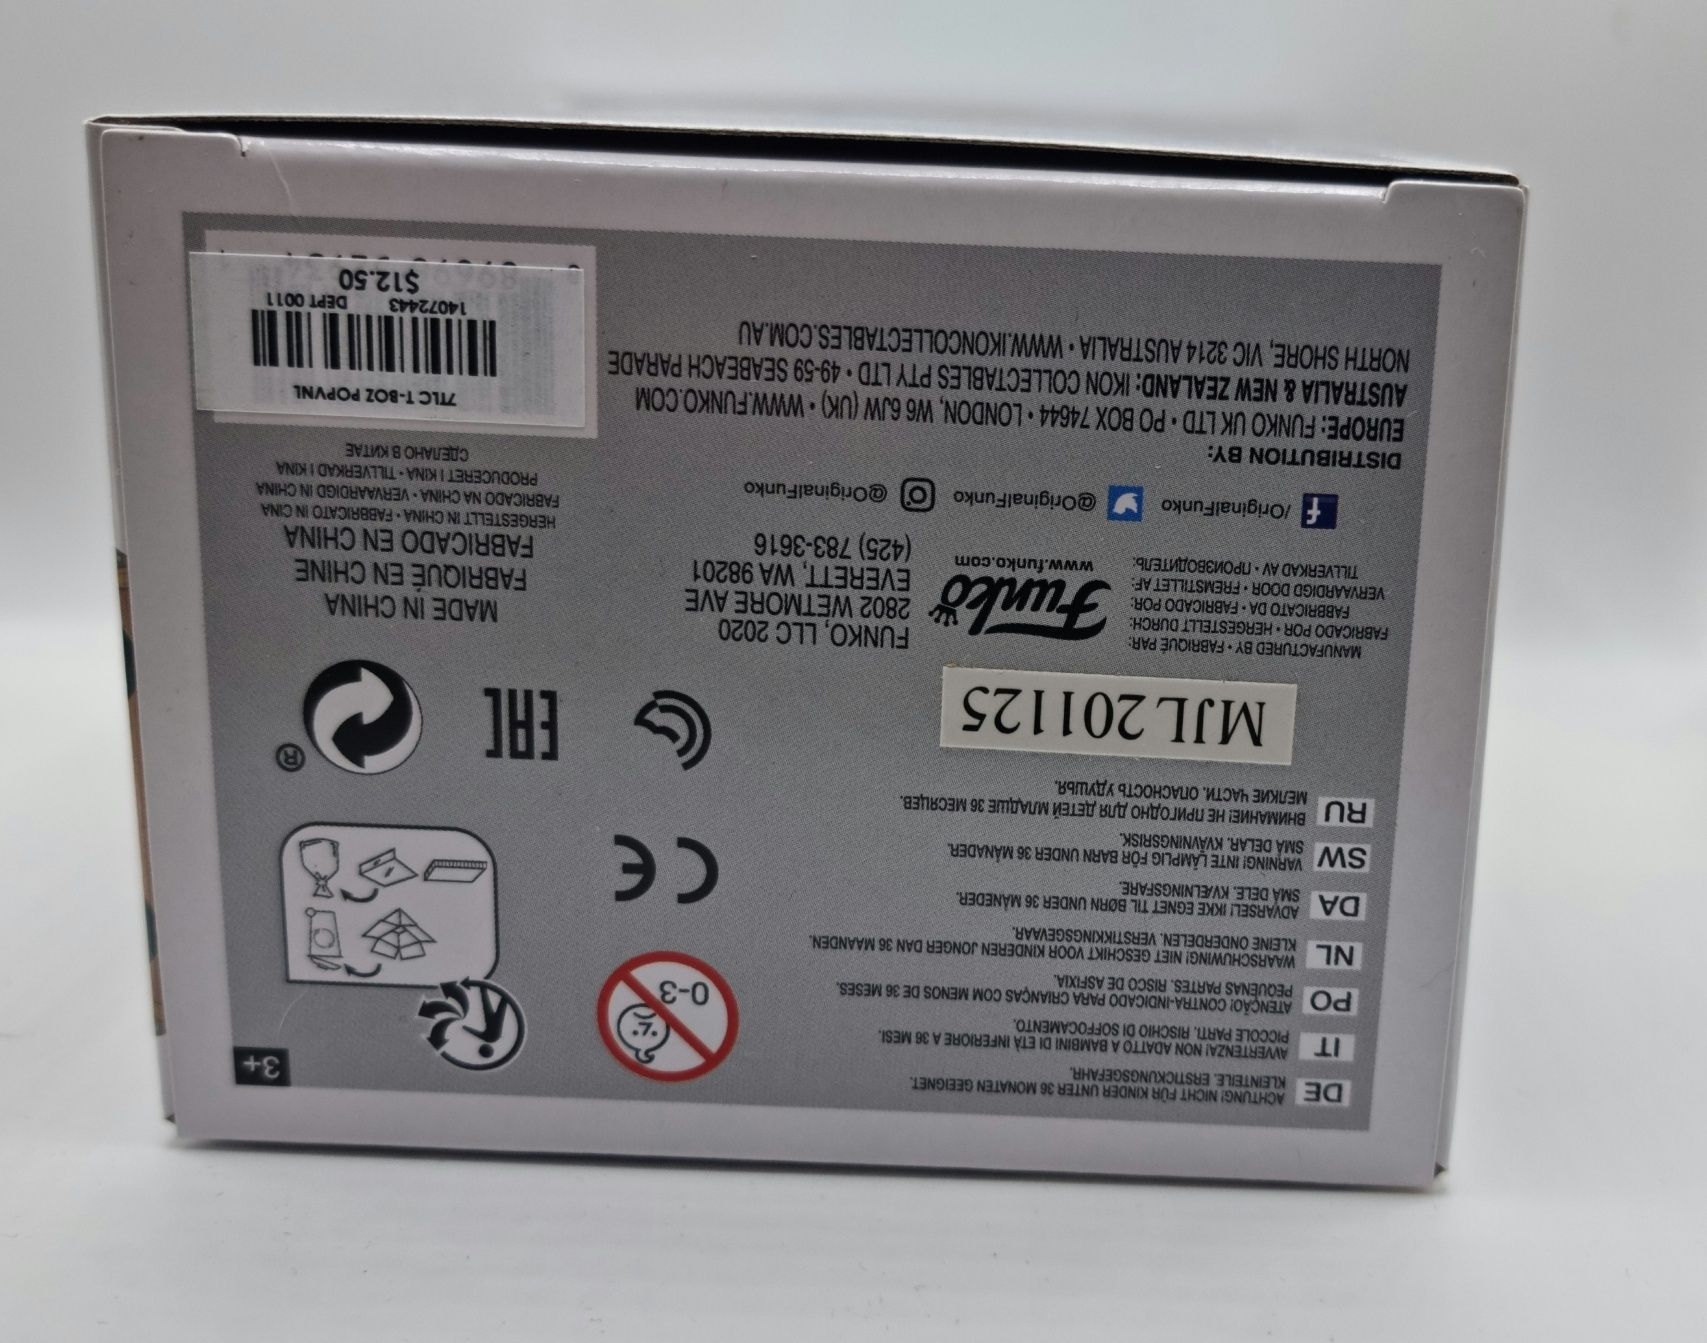 DE
ACHTUNG! NICHT FÜR KINDER UNTER 36 MONATEN GEEIGNET.
KLEINTEILE. ERSTICKUNGSGEFAHR.
IT
AVVERTENZA! NON ADATTO A BAMBINI DI ETÀ INFERIORE A 36 MESI.
PICCOLE PARTI. RISCHIO DI SOFFOCAMENTO.
PO
ATENÇÃO! CONTRA-INDICADO PARA CRIANÇAS COM MENOS DE 36 MESES.
PEQUENAS PARTES. RISCO DE ASFIXIA.
NL
WAARSCHUWING! NIET GESCHIKT VOOR KINDEREN JONGER DAN 36 MAANDEN.
KLEINE ONDERDELEN. VERSTIKKINGSGEVAAR.
DA
ADVARSEL! IKKE EGNET TIL BØRN UNDER 36 MÅNEDER.
SMÅ DELE. KVÆLNINGSFARE.
SW
VARNING! INTE LÄMPLIG FÖR BARN UNDER 36 MÅNADER.
SMÅ DELAR. KVÄVNINGSRISK.
RU
ВНИМАНИЕ! НЕ ПРИГОДНО ДЛЯ ДЕТЕЙ МЛАДШЕ 36 МЕСЯЦЕВ.
МЕЛКИЕ ЧАСТИ. ОПАСНОСТЬ УДУШЬЯ.
0-3
3+
CE
EAC
®
MJL201125
MANUFACTURED BY • FABRIQUÉ PAR:
FABRICADO POR • HERGESTELLT DURCH:
FABBRICATO DA • FABRICADO POR:
VERVAARDIGD DOOR • FREMSTILLET AF:
TILLVERKAD AV • ПРОИЗВОДИТЕЛЬ:
Funko
www.funko.com
FUNKO, LLC 2020
2802 WETMORE AVE
EVERETT, WA 98201
(425) 783-3616
MADE IN CHINA
FABRIQUÉ EN CHINE
FABRICADO EN CHINA
HERGESTELLT IN CHINA • FABBRICATO IN CINA
FABRICADO NA CHINA • VERVAARDIGD IN CHINA
PRODUCERET I KINA • TILLVERKAD I KINA
СДЕЛАНО В КИТАЕ
f /OriginalFunko
@OriginalFunko
@OriginalFunko
DISTRIBUTION BY:
EUROPE: FUNKO UK LTD • PO BOX 74644 • LONDON, W6 6JW (UK) • WWW.FUNKO.COM
AUSTRALIA & NEW ZEALAND: IKON COLLECTABLES PTY LTD • 49-59 SEABEACH PARADE
NORTH SHORE, VIC 3214 AUSTRALIA • WWW.IKONCOLLECTABLES.COM.AU
7TLC T-BOZ POPVNL
14072443 DEPT 0011
$12.50